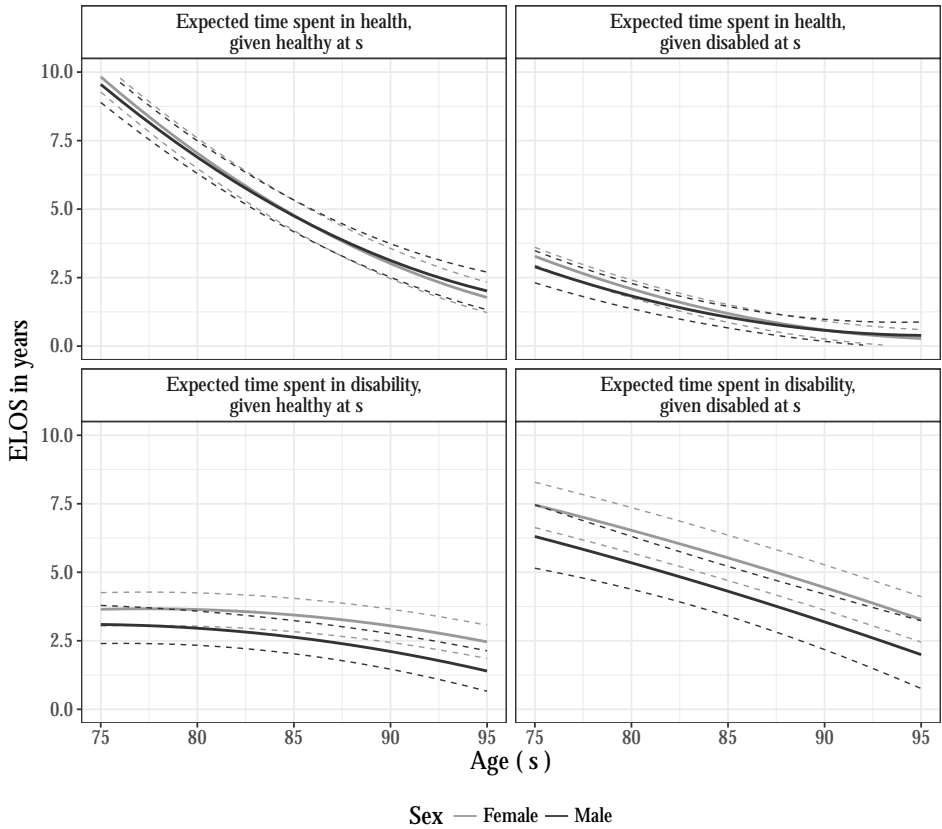 Expected time spent in health,
given healthy at s
Expected time spent in health,
given disabled at s
10.0
7.5
5.0
2.5
0.0
Expected time spent in disability,
given healthy at s
Expected time spent in disability,
given disabled at s
10.0
7.5
5.0
2.5
0.0
ELOS in years
75 80 85 90 95 75 80 85 90 95
Age ( s )
Sex Female Male